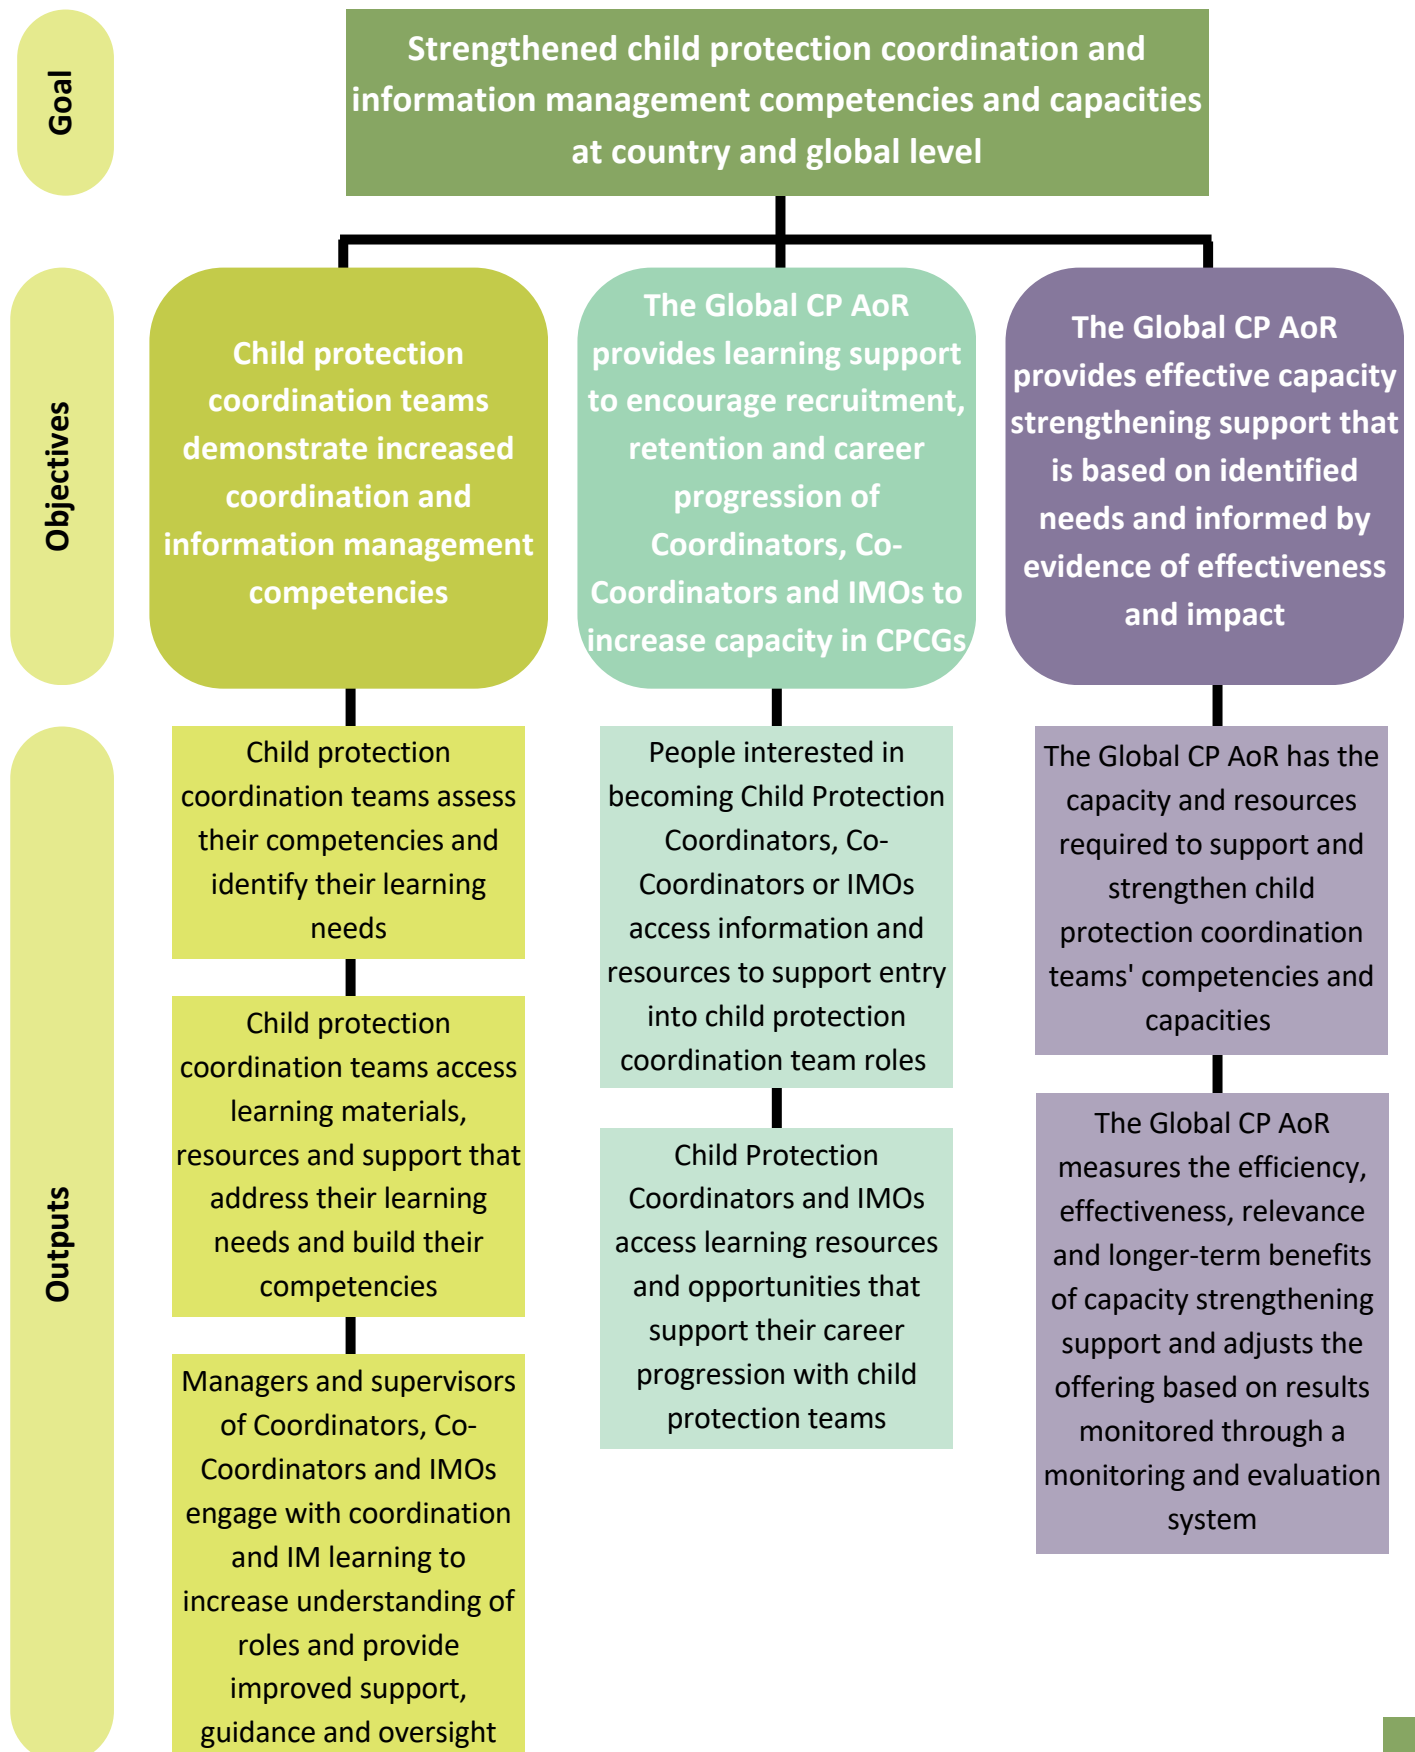 Goal
Strengthened child protection coordination and
information management competencies and capacities
at country and global level
Objectives
Child protection
coordination teams
demonstrate increased
coordination and
information management
competencies
The Global CP AoR
provides learning support
to encourage recruitment,
retention and career
progression of
Coordinators, Co-
Coordinators and IMOs to
increase capacity in CPCGs
The Global CP AoR
provides effective capacity
strengthening support that
is based on identified
needs and informed by
evidence of effectiveness
and impact
Outputs
Child protection
coordination teams assess
their competencies and
identify their learning
needs
Child protection
coordination teams access
learning materials,
resources and support that
address their learning
needs and build their
competencies
Managers and supervisors
of Coordinators, Co-
Coordinators and IMOs
engage with coordination
and IM learning to
increase understanding of
roles and provide
improved support,
guidance and oversight
People interested in
becoming Child Protection
Coordinators, Co-
Coordinators or IMOs
access information and
resources to support entry
into child protection
coordination team roles
Child Protection
Coordinators and IMOs
access learning resources
and opportunities that
support their career
progression with child
protection teams
The Global CP AoR has the
capacity and resources
required to support and
strengthen child
protection coordination
teams' competencies and
capacities
The Global CP AoR
measures the efficiency,
effectiveness, relevance
and longer-term benefits
of capacity strengthening
support and adjusts the
offering based on results
monitored through a
monitoring and evaluation
system